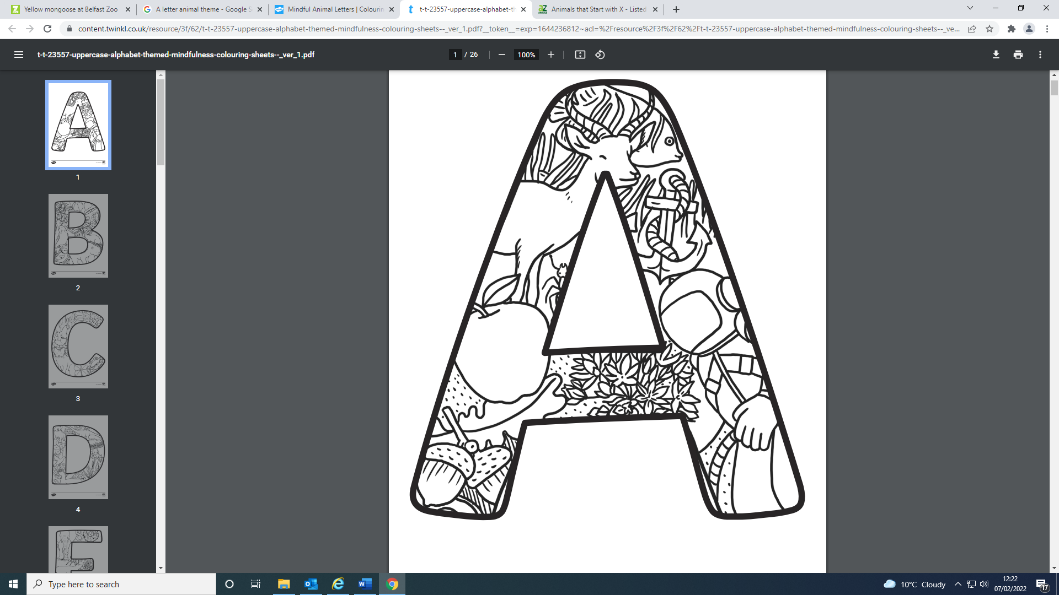 Yellow mongoose at Belfast Zoo
A letter animal theme - Google S
Mindful Animal Letters | Colourin
t-t-23557-uppercase-alphabet-t
Animals that Start with X - Listed
content.twinkl.co.uk/resource/3f/62/t-t-23557-uppercase-alphabet-themed-mindfulness-colouring-sheets--_ver_1.pdf?__token__=exp=1644236812~acl=%2Fresource%2F3f%2F62%2Ft-t-23557-uppercase-alphabet-themed-mindfulness-colouring-sheets--_ve...
t-t-23557-uppercase-alphabet-themed-mindfulness-colouring-sheets--_ver_1.pdf
1 / 26
100%
A
1
B
2
C
3
D
4
E
A
Type here to search
10°C Cloudy
12:22
07/02/2022
17